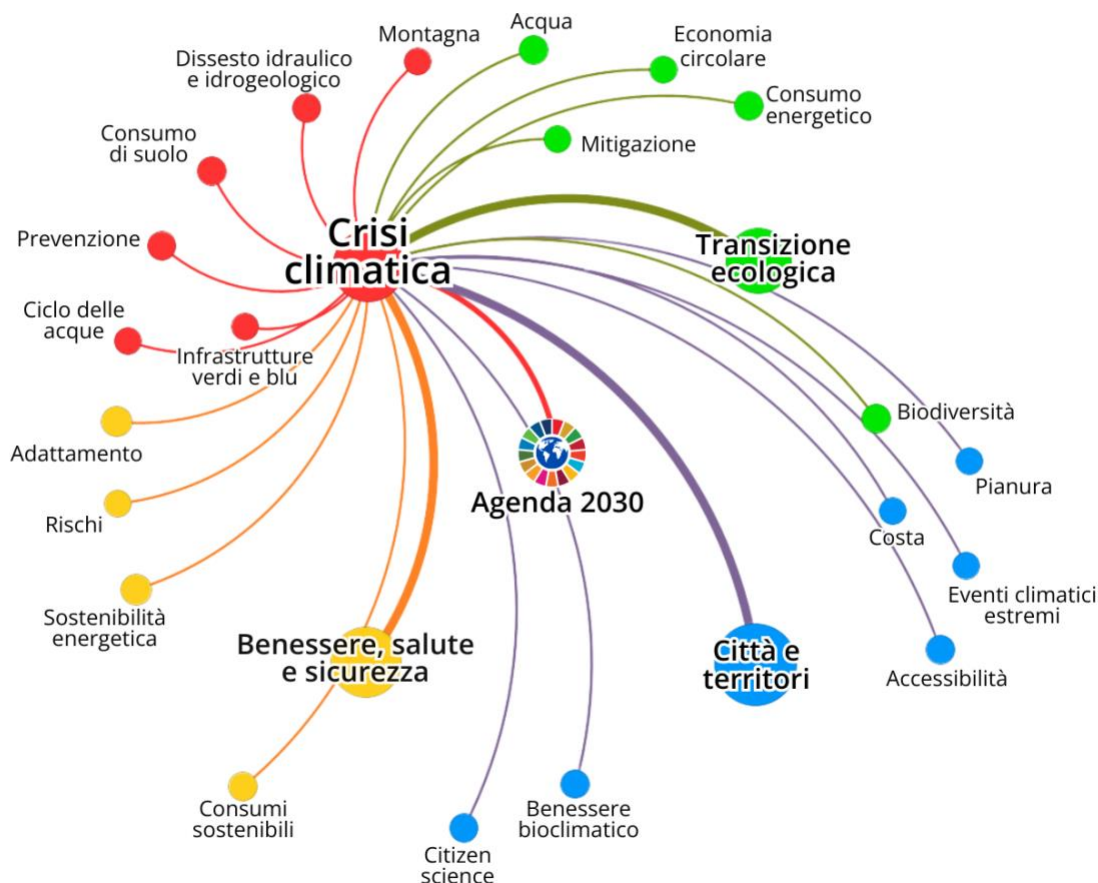 Acqua
Montagna
Economia
circolare
Dissesto idraulico
e idrogeologico
Consumo
energetico
Consumo
di suolo
Mitigazione
Prevenzione
Crisi
climatica
Transizione
ecologica
Ciclo delle
acque
Infrastrutture
verdi e blu
Biodiversità
Adattamento
Pianura
Agenda 2030
Rischi
Costa
Eventi climatici
estremi
Sostenibilità
energetica
Benessere, salute
e sicurezza
Città e
territori
Accessibilità
Consumi
sostenibili
Benessere
bioclimatico
Citizen
science